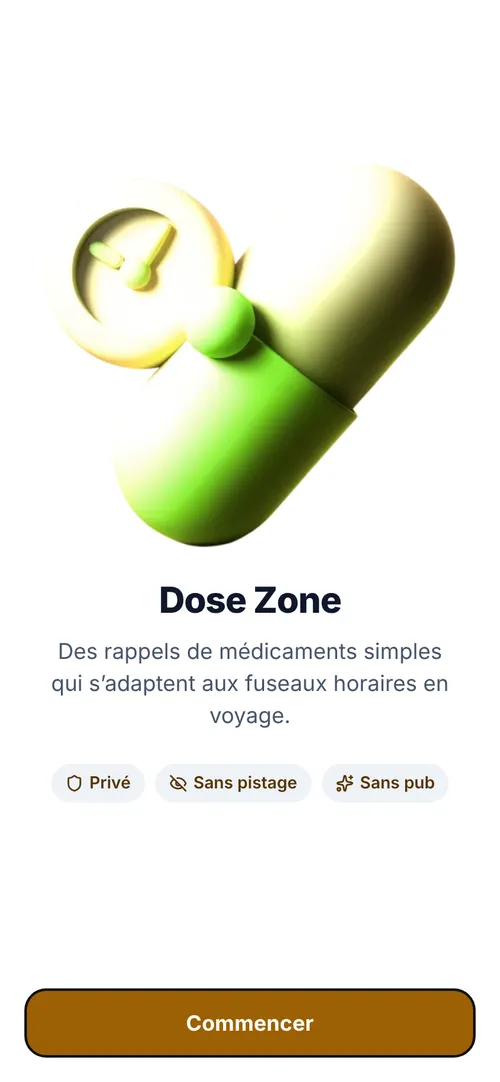 Dose Zone
Des rappels de médicaments simples
qui s’adaptent aux fuseaux horaires en
voyage.
Privé
Sans pistage
Sans pub
Commencer